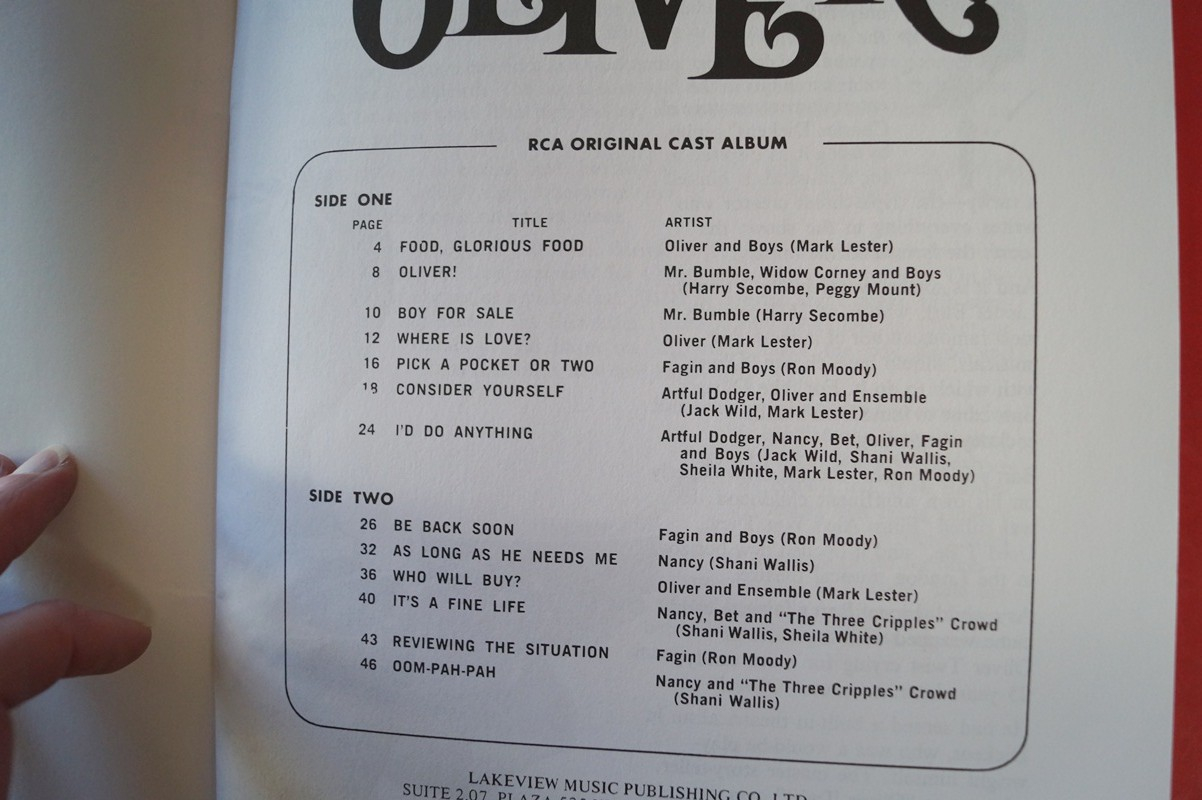 OLIVER
RCA ORIGINAL CAST ALBUM
SIDE ONE
PAGE TITLE ARTIST
4 FOOD, GLORIOUS FOOD Oliver and Boys (Mark Lester)
8 OLIVER! Mr. Bumble, Widow Corney and Boys
(Harry Secombe, Peggy Mount)
10 BOY FOR SALE Mr. Bumble (Harry Secombe)
12 WHERE IS LOVE? Oliver (Mark Lester)
16 PICK A POCKET OR TWO Fagin and Boys (Ron Moody)
18 CONSIDER YOURSELF Artful Dodger, Oliver and Ensemble
(Jack Wild, Mark Lester)
24 I'D DO ANYTHING Artful Dodger, Nancy, Bet, Oliver, Fagin
and Boys (Jack Wild, Shani Wallis,
Sheila White, Mark Lester, Ron Moody)
SIDE TWO
26 BE BACK SOON Fagin and Boys (Ron Moody)
32 AS LONG AS HE NEEDS ME Nancy (Shani Wallis)
36 WHO WILL BUY? Oliver and Ensemble (Mark Lester)
40 IT'S A FINE LIFE Nancy, Bet and "The Three Cripples" Crowd
(Shani Wallis, Sheila White)
43 REVIEWING THE SITUATION Fagin (Ron Moody)
46 OOM-PAH-PAH Nancy and "The Three Cripples" Crowd
(Shani Wallis)
LAKEVIEW MUSIC PUBLISHING CO. LTD.
SUITE 2.07, PLAZA